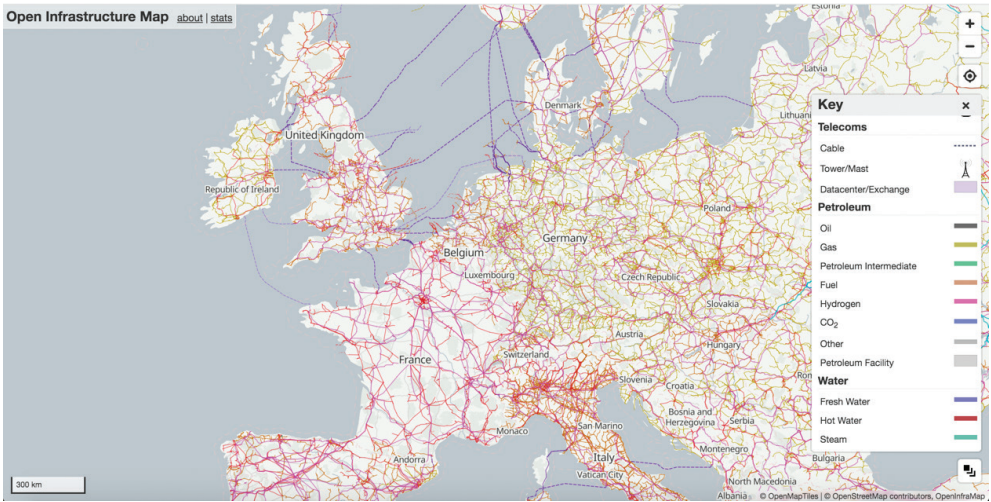 Open Infrastructure Map about | stats
Estonia
Latvia
Denmark
Lithuani
United Kingdom
Republic of Ireland
Poland
Germany
Belgium
Luxembourg
Czech Republic
Slovakia
Austria
Hungary
France
Switzerland
Slovenia
Croatia
Rom
Bosnia and
Herzegovina
Serbia
San Marino
Monaco
Andorra
Italy
Montenegro
Bulgaria
Vatican City
North Macedonia
Albania
300 km
© OpenMapTiles | © OpenStreetMap contributors, OpenInfraMap
+
−
Key ×
Telecoms
Cable
Tower/Mast
Datacenter/Exchange
Petroleum
Oil
Gas
Petroleum Intermediate
Fuel
Hydrogen
CO₂
Other
Petroleum Facility
Water
Fresh Water
Hot Water
Steam